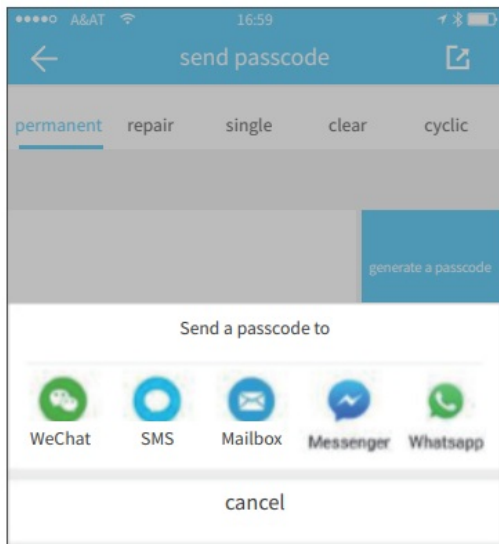 A&AT 16:59
send passcode
permanent repair single clear cyclic
generate a passcode
Send a passcode to
WeChat SMS Mailbox Messenger Whatsapp
cancel